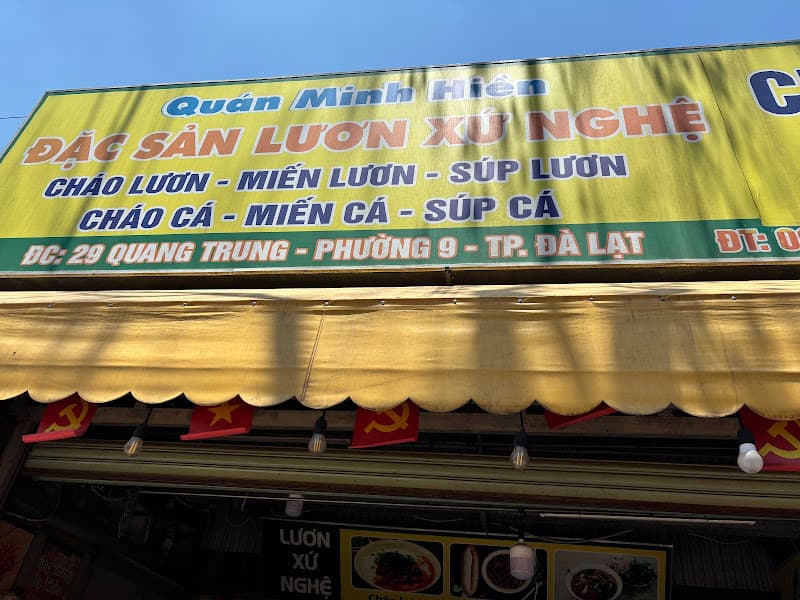 Quán Minh Hiền
ĐẶC SẢN LƯƠN XỨ NGHỆ
CHÁO LƯƠN - MIẾN LƯƠN - SÚP LƯƠN
CHÁO CÁ - MIẾN CÁ - SÚP CÁ
ĐC: 29 QUANG TRUNG - PHƯỜNG 9 - TP. ĐÀ LẠT
ĐT:
LƯƠN
XỨ
NGHỆ